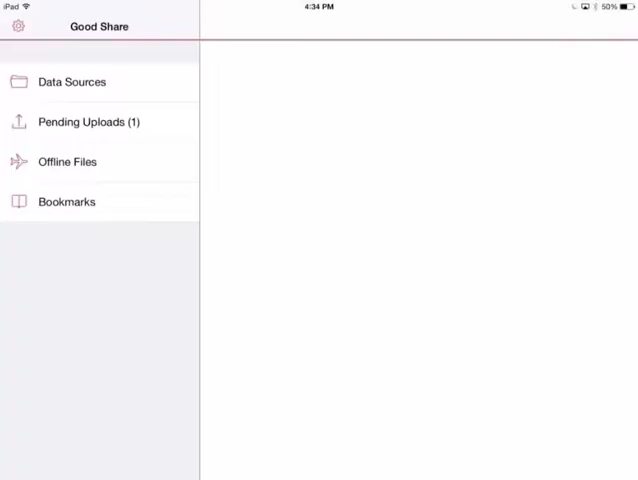 iPad 4:34 PM 50%
Good Share
Data Sources
Pending Uploads (1)
Offline Files
Bookmarks